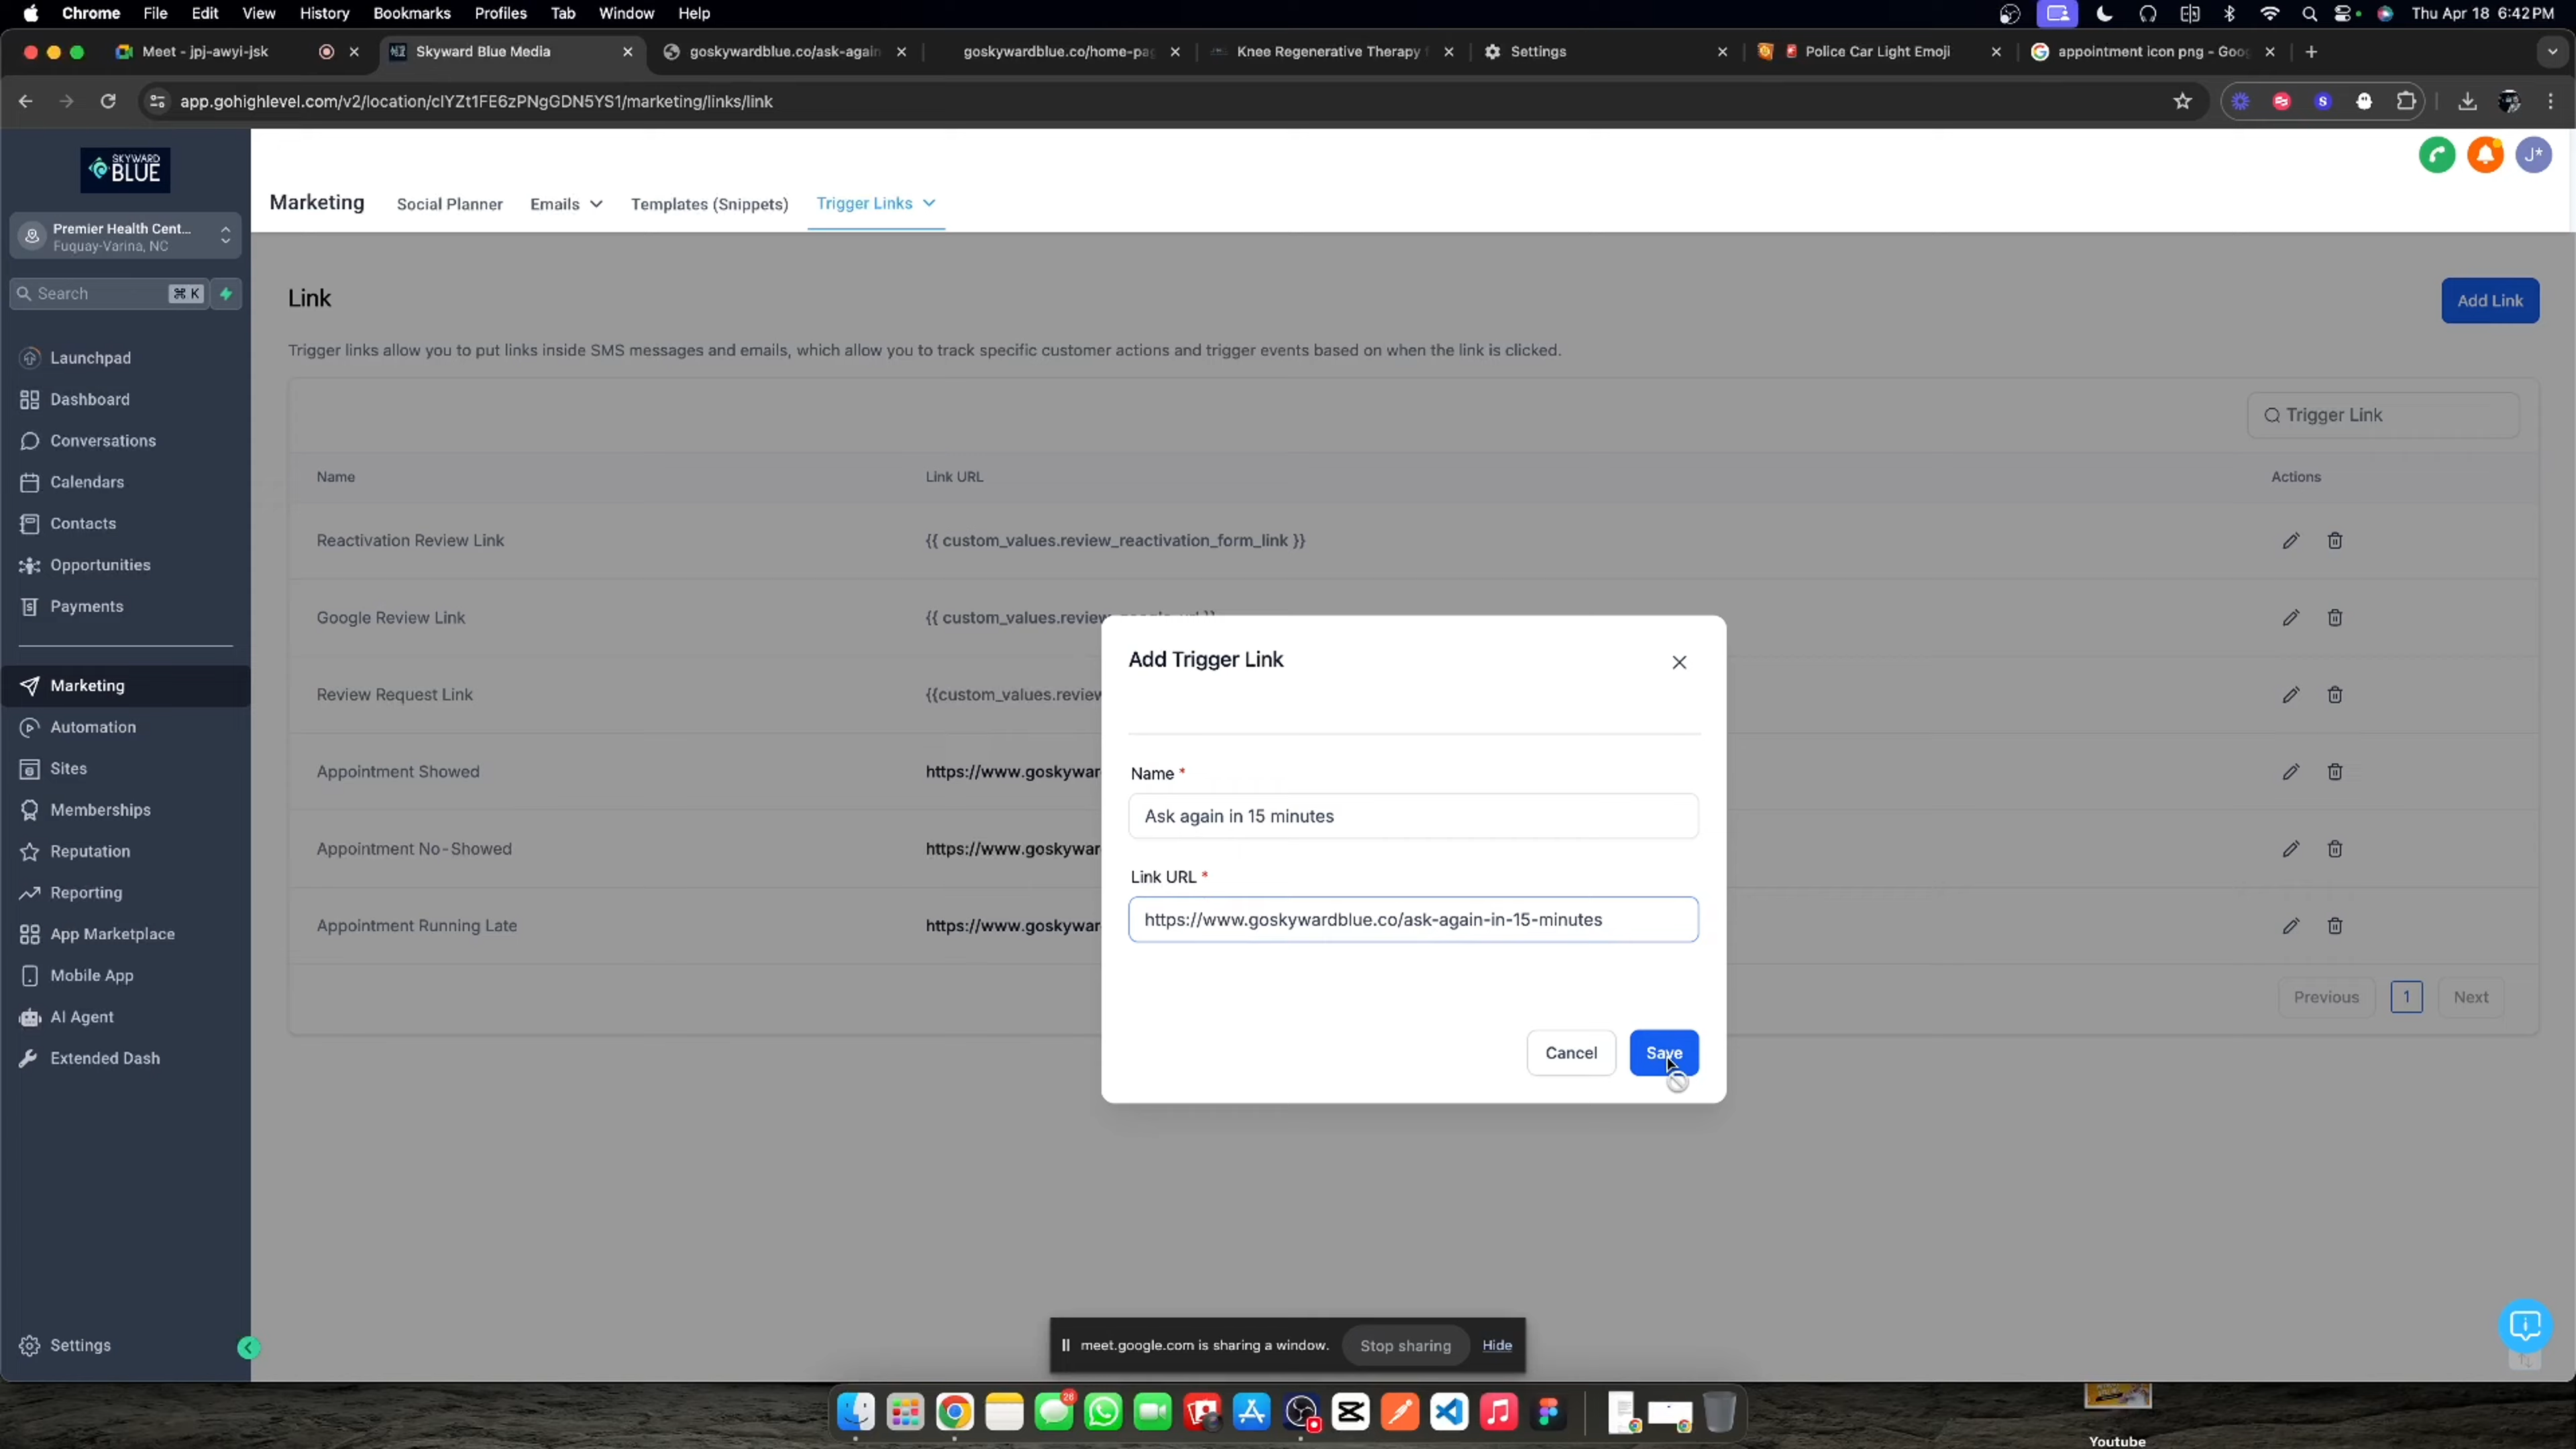 Chrome File Edit View History Bookmarks Profiles Tab Window Help Thu Apr 18 6:42PM
Meet - jpj-awyi-jsk Skyward Blue Media goskywardblue.co/ask-again goskywardblue.co/home-pag Knee Regenerative Therapy Settings Police Car Light Emoji appointment icon png - Goog
app.gohighlevel.com/v2/location/cIYZt1FE6zPNgGDN5YS1/marketing/links/link
SKYWARD
BLUE
J*
Marketing Social Planner Emails Templates (Snippets) Trigger Links
Premier Health Cent...
Fuquay-Varina, NC
Search ⌘ K
Link
Add Link
Trigger links allow you to put links inside SMS messages and emails, which allow you to track specific customer actions and trigger events based on when the link is clicked.
Launchpad
Dashboard
Conversations
Calendars
Contacts
Opportunities
Payments
Marketing
Automation
Sites
Memberships
Reputation
Reporting
App Marketplace
Mobile App
AI Agent
Extended Dash
Settings
Trigger Link
Name Link URL Actions
Reactivation Review Link {{ custom_values.review_reactivation_form_link }}
Google Review Link {{ custom_values.review_google_url }}
Review Request Link {{custom_values.review
Appointment Showed https://www.goskywar
Appointment No-Showed https://www.goskywar
Appointment Running Late https://www.goskywar
Previous 1 Next
Add Trigger Link
Name *
Ask again in 15 minutes
Link URL *
https://www.goskywardblue.co/ask-again-in-15-minutes
Cancel Save
meet.google.com is sharing a window. Stop sharing Hide
28
Youtube